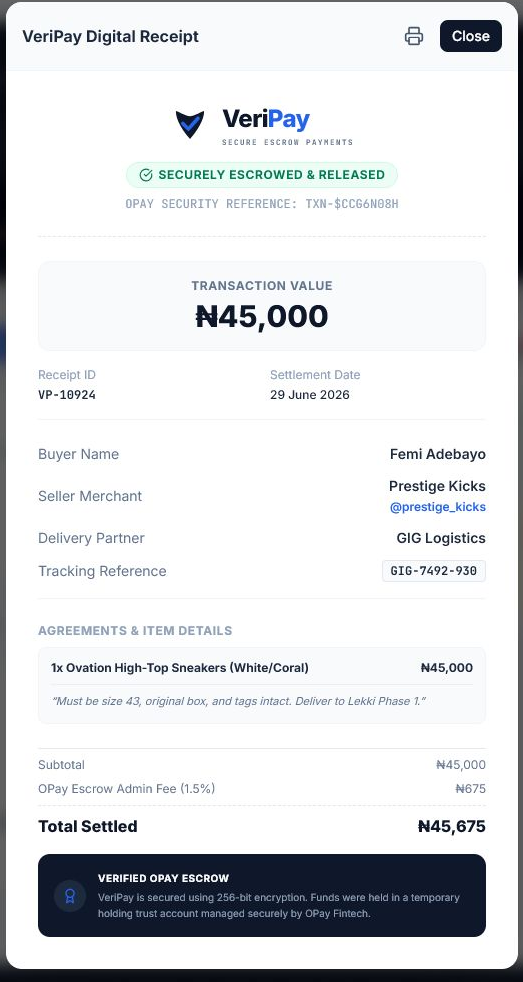 VeriPay Digital Receipt
Close
VeriPay
SECURE ESCROW PAYMENTS
SECURELY ESCROWED & RELEASED
OPAY SECURITY REFERENCE: TXN-$CCG6N08H
TRANSACTION VALUE
₦45,000
Receipt ID
VP-10924
Settlement Date
29 June 2026
Buyer Name
Femi Adebayo
Seller Merchant
Prestige Kicks
@prestige_kicks
Delivery Partner
GIG Logistics
Tracking Reference
GIG-7492-930
AGREEMENTS & ITEM DETAILS
1x Ovation High-Top Sneakers (White/Coral) ₦45,000
“Must be size 43, original box, and tags intact. Deliver to Lekki Phase 1.”
Subtotal ₦45,000
OPay Escrow Admin Fee (1.5%) ₦675
Total Settled ₦45,675
VERIFIED OPAY ESCROW
VeriPay is secured using 256-bit encryption. Funds were held in a temporary
holding trust account managed securely by OPay Fintech.